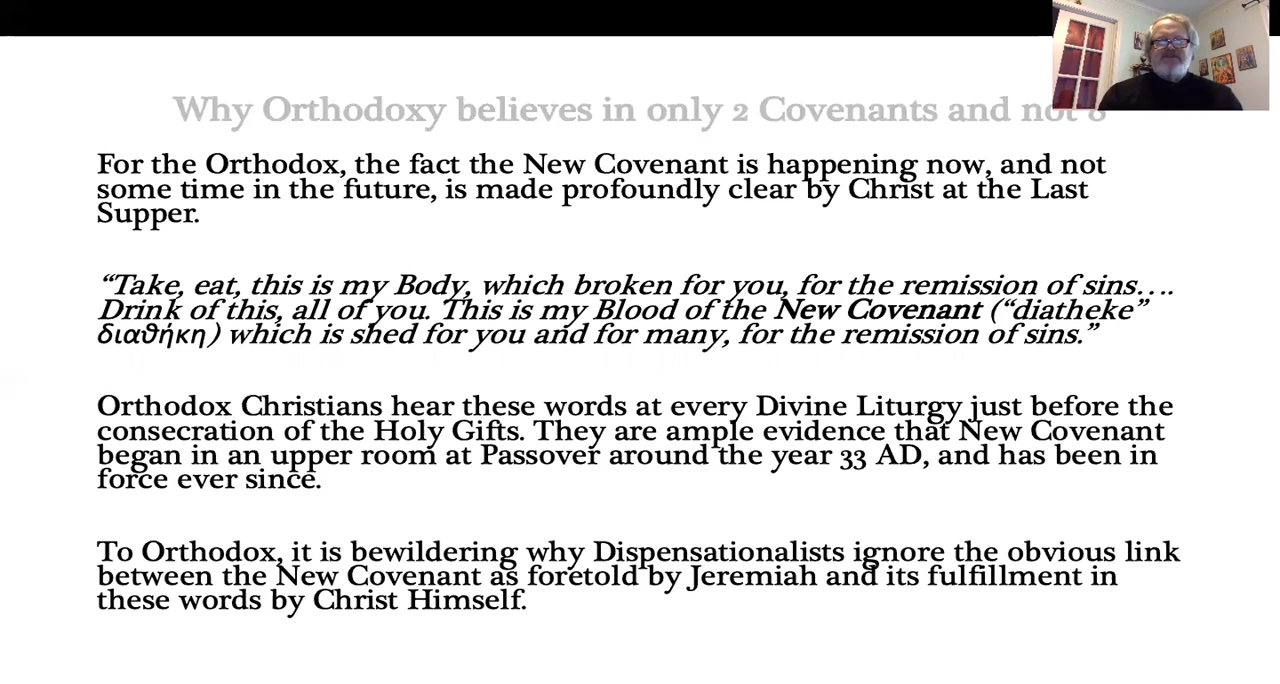 Why Orthodoxy believes in only 2 Covenants and not
For the Orthodox, the fact the New Covenant is happening now, and not
some time in the future, is made profoundly clear by Christ at the Last
Supper.
“Take, eat, this is my Body, which broken for you, for the remission of sins….
Drink of this, all of you. This is my Blood of the New Covenant (“diatheke”
διαθήκη) which is shed for you and for many, for the remission of sins.”
Orthodox Christians hear these words at every Divine Liturgy just before the
consecration of the Holy Gifts. They are ample evidence that New Covenant
began in an upper room at Passover around the year 33 AD, and has been in
force ever since.
To Orthodox, it is bewildering why Dispensationalists ignore the obvious link
between the New Covenant as foretold by Jeremiah and its fulfillment in
these words by Christ Himself.